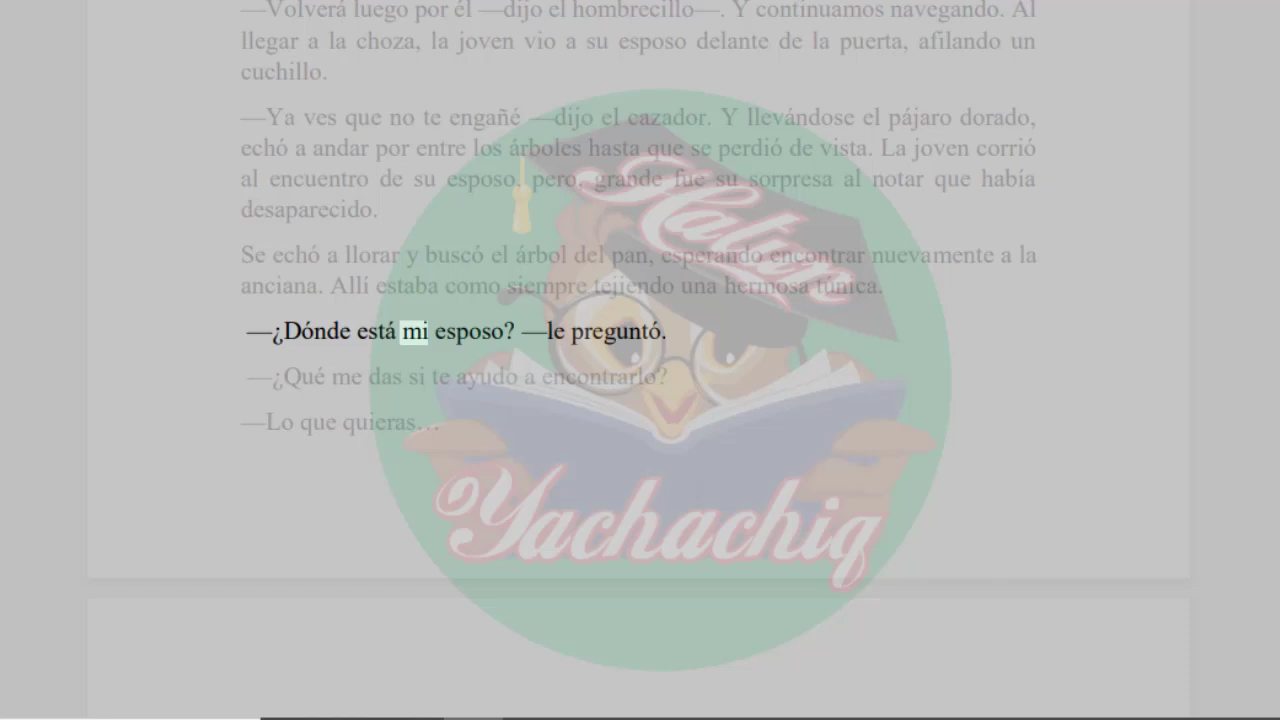 —Volverá luego por él —dijo el hombrecillo—. Y continuamos navegando. Al
llegar a la choza, la joven vio a su esposo delante de la puerta, afilando un
cuchillo.
—Ya ves que no te engañé —dijo el cazador. Y llevándose el pájaro dorado,
echó a andar por entre los árboles hasta que se perdió de vista. La joven corrió
al encuentro de su esposo, pero, grande fue su sorpresa al notar que había
desaparecido.
Se echó a llorar y buscó el árbol del pan, esperando encontrar nuevamente a la
anciana. Allí estaba como siempre tejiendo una hermosa túnica.
—¿Dónde está mi esposo? —le preguntó.
—¿Qué me das si te ayudo a encontrarlo?
—Lo que quieras…
Hatun
Yachachiq